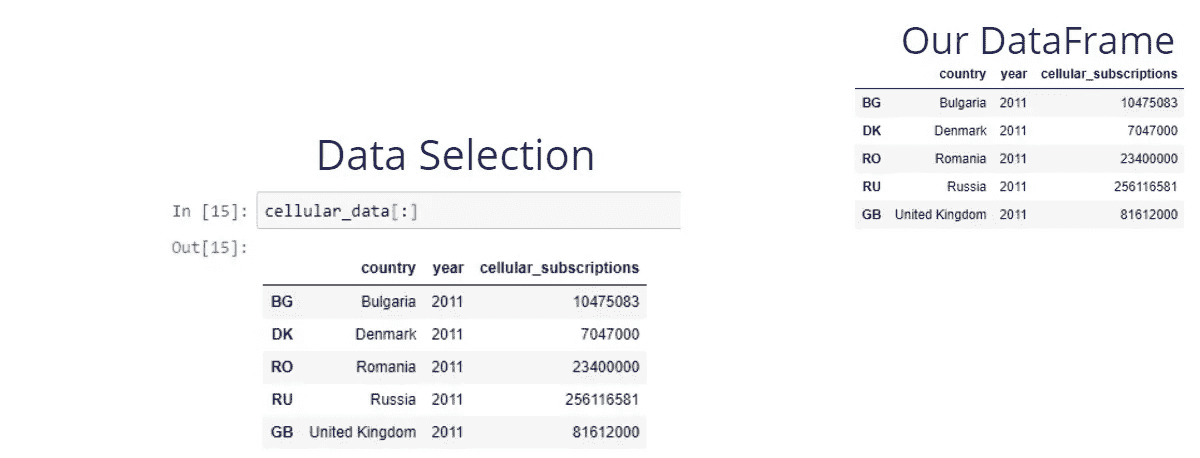 Our DataFrame
country year cellular_subscriptions
BG Bulgaria 2011 10475083
DK Denmark 2011 7047000
RO Romania 2011 23400000
RU Russia 2011 256116581
GB United Kingdom 2011 81612000
Data Selection
In [15]: cellular_data[:]
Out[15]:
country year cellular_subscriptions
BG Bulgaria 2011 10475083
DK Denmark 2011 7047000
RO Romania 2011 23400000
RU Russia 2011 256116581
GB United Kingdom 2011 81612000